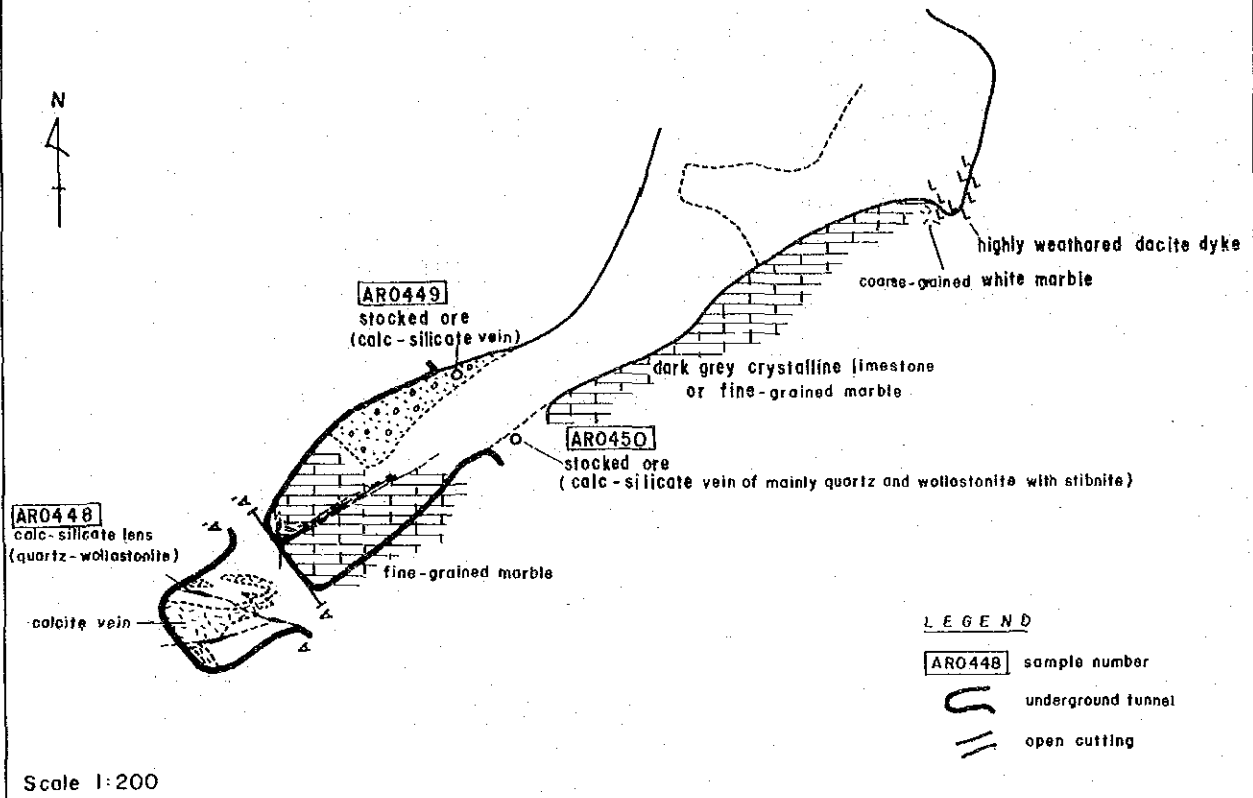 N
highly weathered dacite dyke
coarse-grained white marble
AR0449
stocked ore
(calc-silicate vein)
dark grey crystalline limestone
or fine-grained marble
AR0450
stocked ore
(calc-silicate vein of mainly quartz and wollastonite with stibnite)
AR0448
calc-silicate lens
(quartz-wollastonite)
A'
A'
fine-grained marble
calcite vein
A
A
LEGEND
AR0448 sample number
underground tunnel
open cutting
Scale 1:200